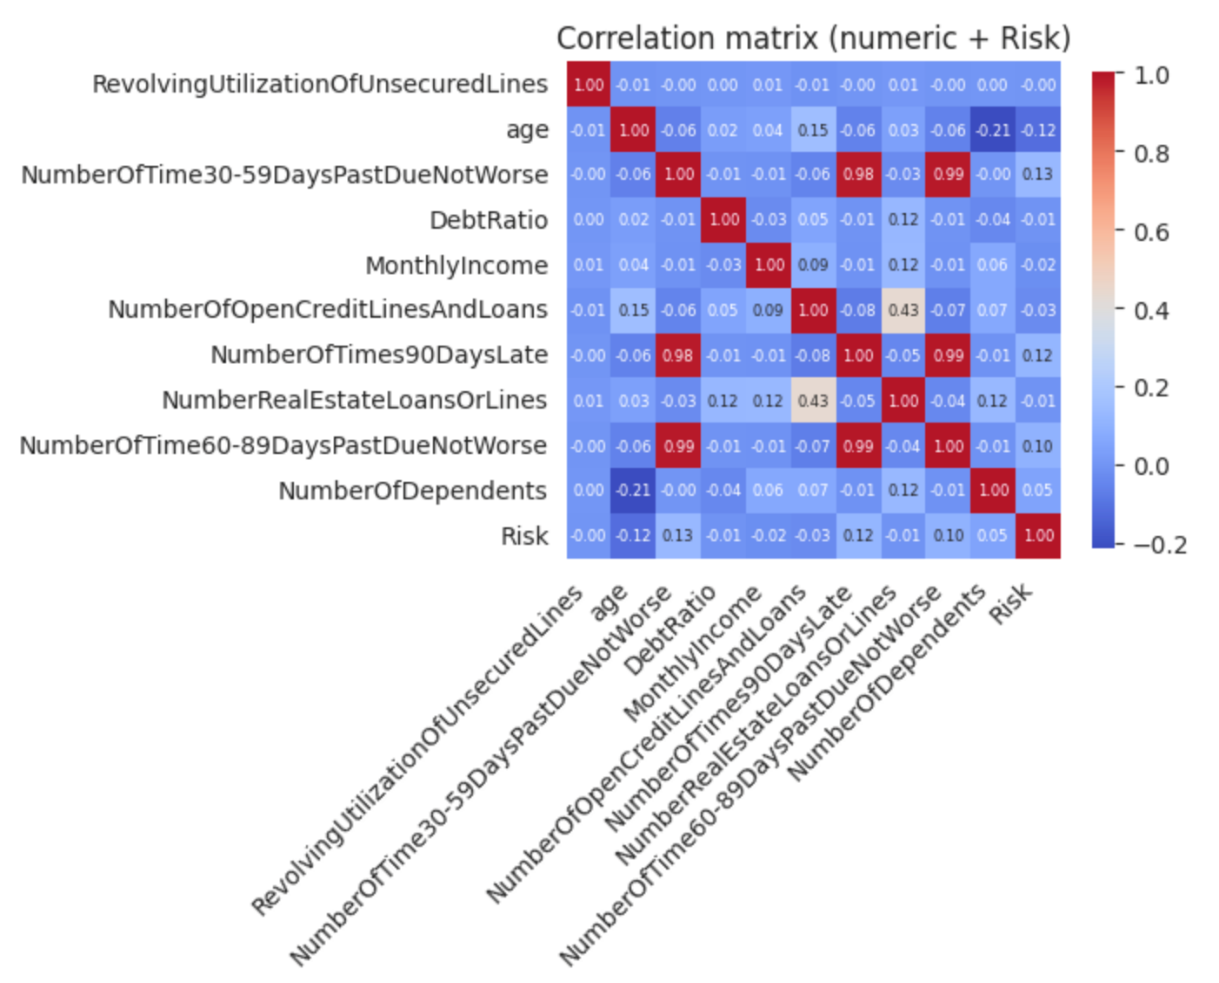 Correlation matrix (numeric + Risk)
RevolvingUtilizationOfUnsecuredLines 1.00 -0.01 -0.00 0.00 0.01 -0.01 -0.00 0.01 -0.00 0.00 -0.00
age -0.01 1.00 -0.06 0.02 0.04 0.15 -0.06 0.03 -0.06 -0.21 -0.12
NumberOfTime30-59DaysPastDueNotWorse -0.00 -0.06 1.00 -0.01 -0.01 -0.06 0.98 -0.03 0.99 -0.00 0.13
DebtRatio 0.00 0.02 -0.01 1.00 -0.03 0.05 -0.01 0.12 -0.01 -0.04 -0.01
MonthlyIncome 0.01 0.04 -0.01 -0.03 1.00 0.09 -0.01 0.12 -0.01 0.06 -0.02
NumberOfOpenCreditLinesAndLoans -0.01 0.15 -0.06 0.05 0.09 1.00 -0.08 0.43 -0.07 0.07 -0.03
NumberOfTimes90DaysLate -0.00 -0.06 0.98 -0.01 -0.01 -0.08 1.00 -0.05 0.99 -0.01 0.12
NumberRealEstateLoansOrLines 0.01 0.03 -0.03 0.12 0.12 0.43 -0.05 1.00 -0.04 0.12 -0.01
NumberOfTime60-89DaysPastDueNotWorse -0.00 -0.06 0.99 -0.01 -0.01 -0.07 0.99 -0.04 1.00 -0.01 0.10
NumberOfDependents 0.00 -0.21 -0.00 -0.04 0.06 0.07 -0.01 0.12 -0.01 1.00 0.05
Risk -0.00 -0.12 0.13 -0.01 -0.02 -0.03 0.12 -0.01 0.10 0.05 1.00
RevolvingUtilizationOfUnsecuredLines
age
NumberOfTime30-59DaysPastDueNotWorse
DebtRatio
MonthlyIncome
NumberOfOpenCreditLinesAndLoans
NumberOfTimes90DaysLate
NumberRealEstateLoansOrLines
NumberOfTime60-89DaysPastDueNotWorse
NumberOfDependents
Risk
1.0
0.8
0.6
0.4
0.2
0.0
−0.2